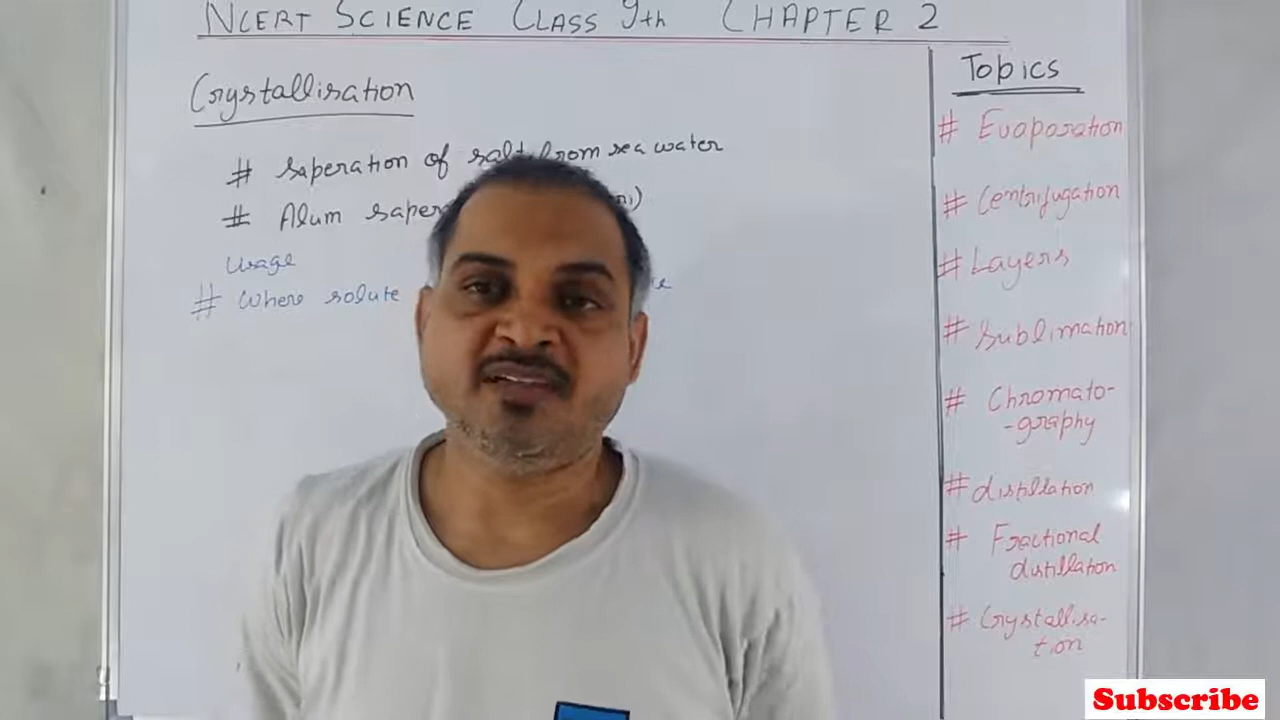 NCERT SCIENCE CLASS 9th CHAPTER 2
Crystallisation
# Saperation of salt from sea water
# Alum
Usage
# Where solute
Topics
# Evaporation
# Centrifugation
# Layers
# Sublimation
# Chromato-
-graphy
# distillation
# Fractional
distillation
# Crystallisa-
tion
Subscribe